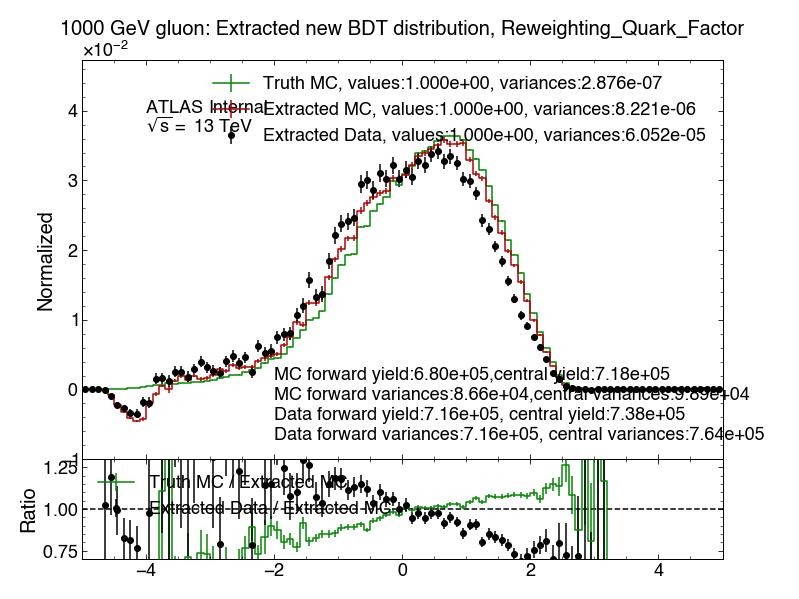 1000 GeV gluon: Extracted new BDT distribution, Reweighting_Quark_Factor
×10⁻²
Truth MC, values:1.000e+00, variances:2.876e-07
ATLAS Internal
Extracted MC, values:1.000e+00, variances:8.221e-06
√s = 13 TeV
Extracted Data, values:1.000e+00, variances:6.052e-05
4
3
2
1
0
Normalized
MC forward yield:6.80e+05,central yield:7.18e+05
MC forward variances:8.66e+04,central variances:9.89e+04
Data forward yield:7.16e+05, central yield:7.38e+05
Data forward variances:7.16e+05, central variances:7.64e+05
1
1.25
1.00
0.75
Ratio
Truth MC / Extracted MC
Extracted Data / Extracted MC
−4
−2
0
2
4